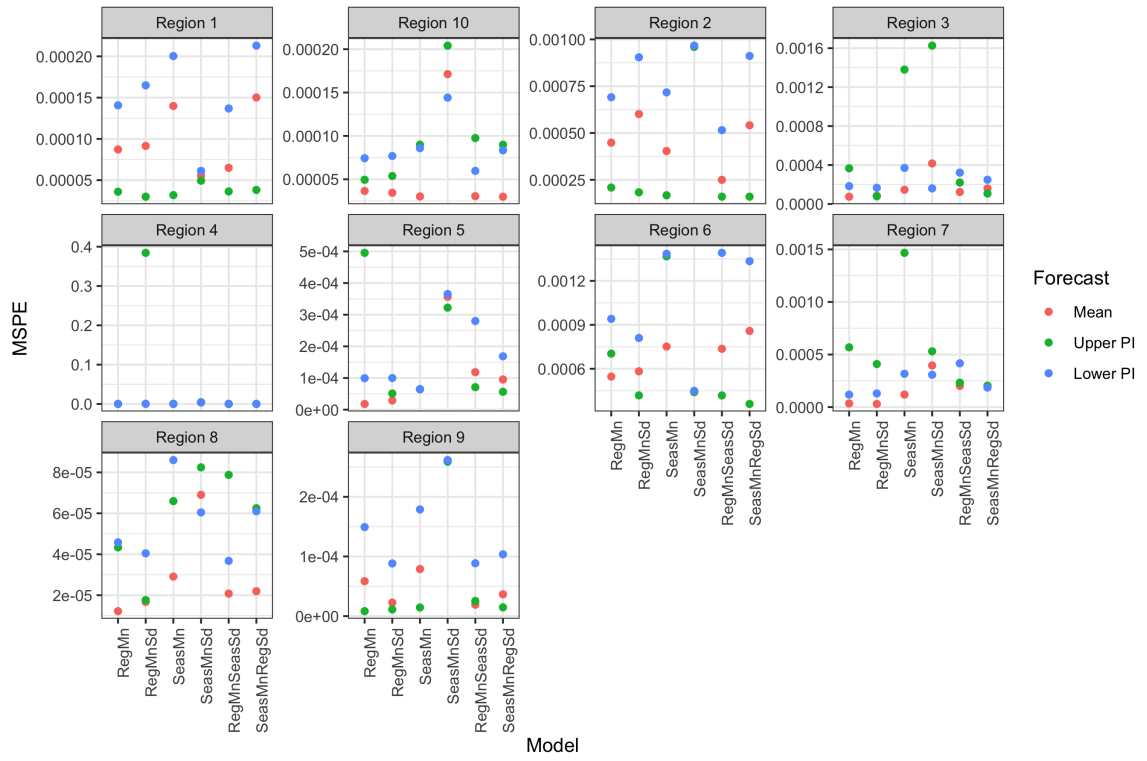 Region 1
Region 10
Region 2
Region 3
0.00020
0.00015
0.00010
0.00005
0.00020
0.00015
0.00010
0.00005
0.00100
0.00075
0.00050
0.00025
0.0016
0.0012
0.0008
0.0004
0.0000
Region 4
Region 5
Region 6
Region 7
0.4
0.3
0.2
0.1
0.0
5e-04
4e-04
3e-04
2e-04
1e-04
0e+00
0.0012
0.0009
0.0006
0.0015
0.0010
0.0005
0.0000
Region 8
Region 9
8e-05
6e-05
4e-05
2e-05
2e-04
1e-04
0e+00
RegMn
RegMnSd
SeasMn
SeasMnSd
RegMnSeasSd
SeasMnRegSd
RegMn
RegMnSd
SeasMn
SeasMnSd
RegMnSeasSd
SeasMnRegSd
RegMn
RegMnSd
SeasMn
SeasMnSd
RegMnSeasSd
SeasMnRegSd
RegMn
RegMnSd
SeasMn
SeasMnSd
RegMnSeasSd
SeasMnRegSd
MSPE
Model
Forecast
Mean
Upper PI
Lower PI